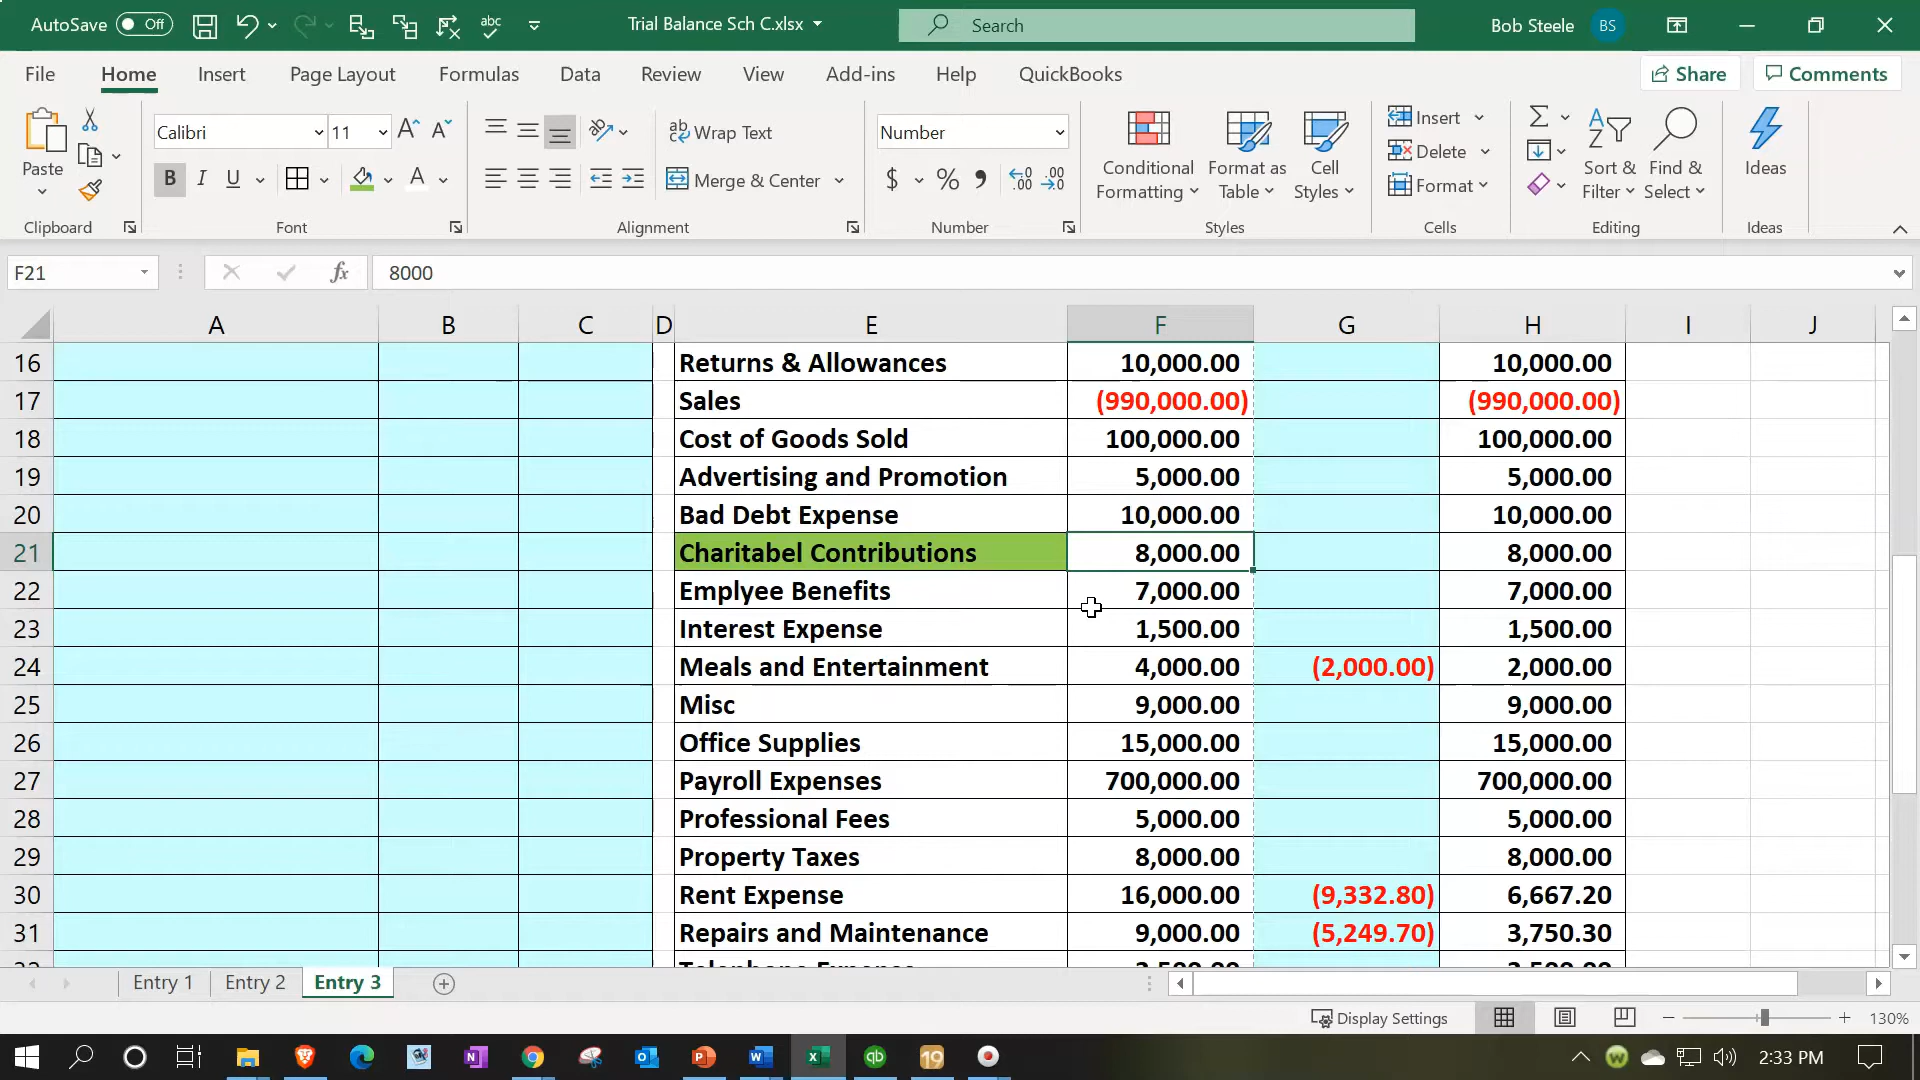 AutoSave Off abc Trial Balance Sch C.xlsx Search Bob Steele BS
File Home Insert Page Layout Formulas Data Review View Add-ins Help QuickBooks Share Comments
Paste Calibri 11 A A Wrap Text Number Conditional Formatting Format as Table Cell Styles Insert Delete Format Sort & Filter Find & Select Ideas
B I U A Merge & Center $ %
Clipboard Font Alignment Number Styles Cells Editing Ideas
F21 fx 8000
A B C D E F G H I J
16 Returns & Allowances 10,000.00 10,000.00
17 Sales (990,000.00) (990,000.00)
18 Cost of Goods Sold 100,000.00 100,000.00
19 Advertising and Promotion 5,000.00 5,000.00
20 Bad Debt Expense 10,000.00 10,000.00
21 Charitabel Contributions 8,000.00 8,000.00
22 Emplyee Benefits 7,000.00 7,000.00
23 Interest Expense 1,500.00 1,500.00
24 Meals and Entertainment 4,000.00 (2,000.00) 2,000.00
25 Misc 9,000.00 9,000.00
26 Office Supplies 15,000.00 15,000.00
27 Payroll Expenses 700,000.00 700,000.00
28 Professional Fees 5,000.00 5,000.00
29 Property Taxes 8,000.00 8,000.00
30 Rent Expense 16,000.00 (9,332.80) 6,667.20
31 Repairs and Maintenance 9,000.00 (5,249.70) 3,750.30
Entry 1 Entry 2 Entry 3
Display Settings 130%
2:33 PM